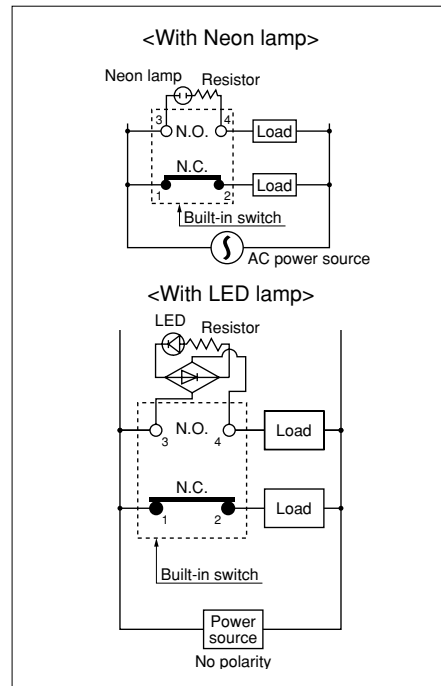 <With Neon lamp>
Neon lamp Resistor
3 4
N.O. Load
N.C.
Load
1 2
Built-in switch
AC power source
<With LED lamp>
LED
Resistor
N.O. Load
3 4
N.C.
Load
1 2
Built-in switch
Power
source
No polarity